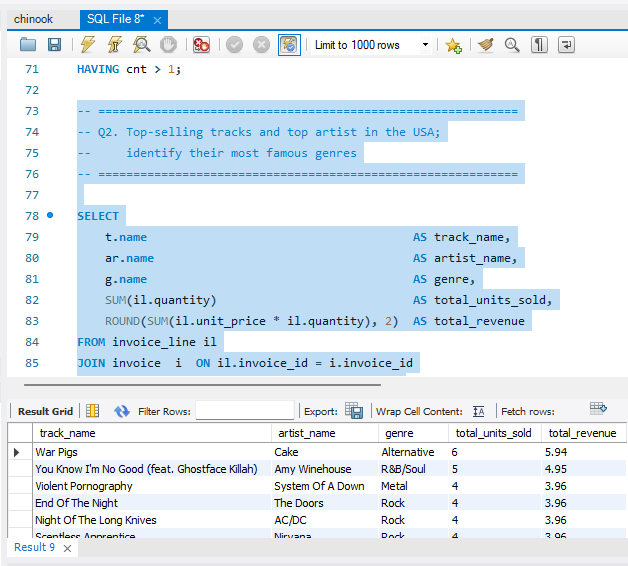 chinook SQL File 8*
Limit to 1000 rows
71 HAVING cnt > 1;
72
73 -- ============================================================
74 -- Q2. Top-selling tracks and top artist in the USA;
75 -- identify their most famous genres
76 -- ============================================================
77
78 SELECT
79 t.name AS track_name,
80 ar.name AS artist_name,
81 g.name AS genre,
82 SUM(il.quantity) AS total_units_sold,
83 ROUND(SUM(il.unit_price * il.quantity), 2) AS total_revenue
84 FROM invoice_line il
85 JOIN invoice i ON il.invoice_id = i.invoice_id
Result Grid Filter Rows: Export: Wrap Cell Content: Fetch rows:
track_name artist_name genre total_units_sold total_revenue
War Pigs Cake Alternative 6 5.94
You Know I'm No Good (feat. Ghostface Killah) Amy Winehouse R&B/Soul 5 4.95
Violent Pornography System Of A Down Metal 4 3.96
End Of The Night The Doors Rock 4 3.96
Night Of The Long Knives AC/DC Rock 4 3.96
Scentless Apprentice Nirvana Rock 4 3.96
Result 9